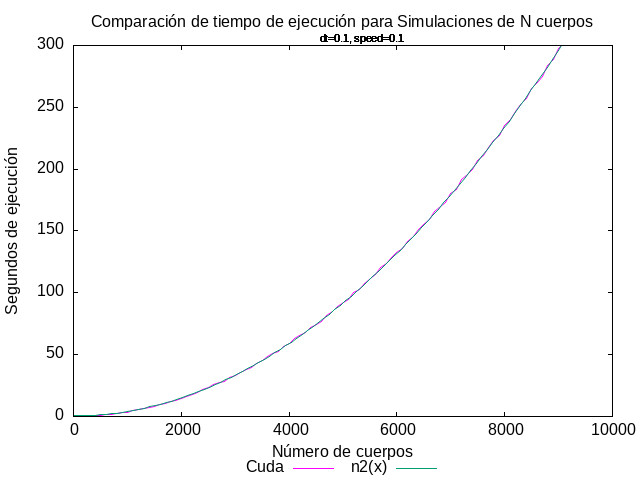 Comparación de tiempo de ejecución para Simulaciones de N cuerpos
dt=0.1, speed=0.1
300
250
200
150
100
50
0
Segundos de ejecución
0 2000 4000 6000 8000 10000
Número de cuerpos
Cuda n2(x)